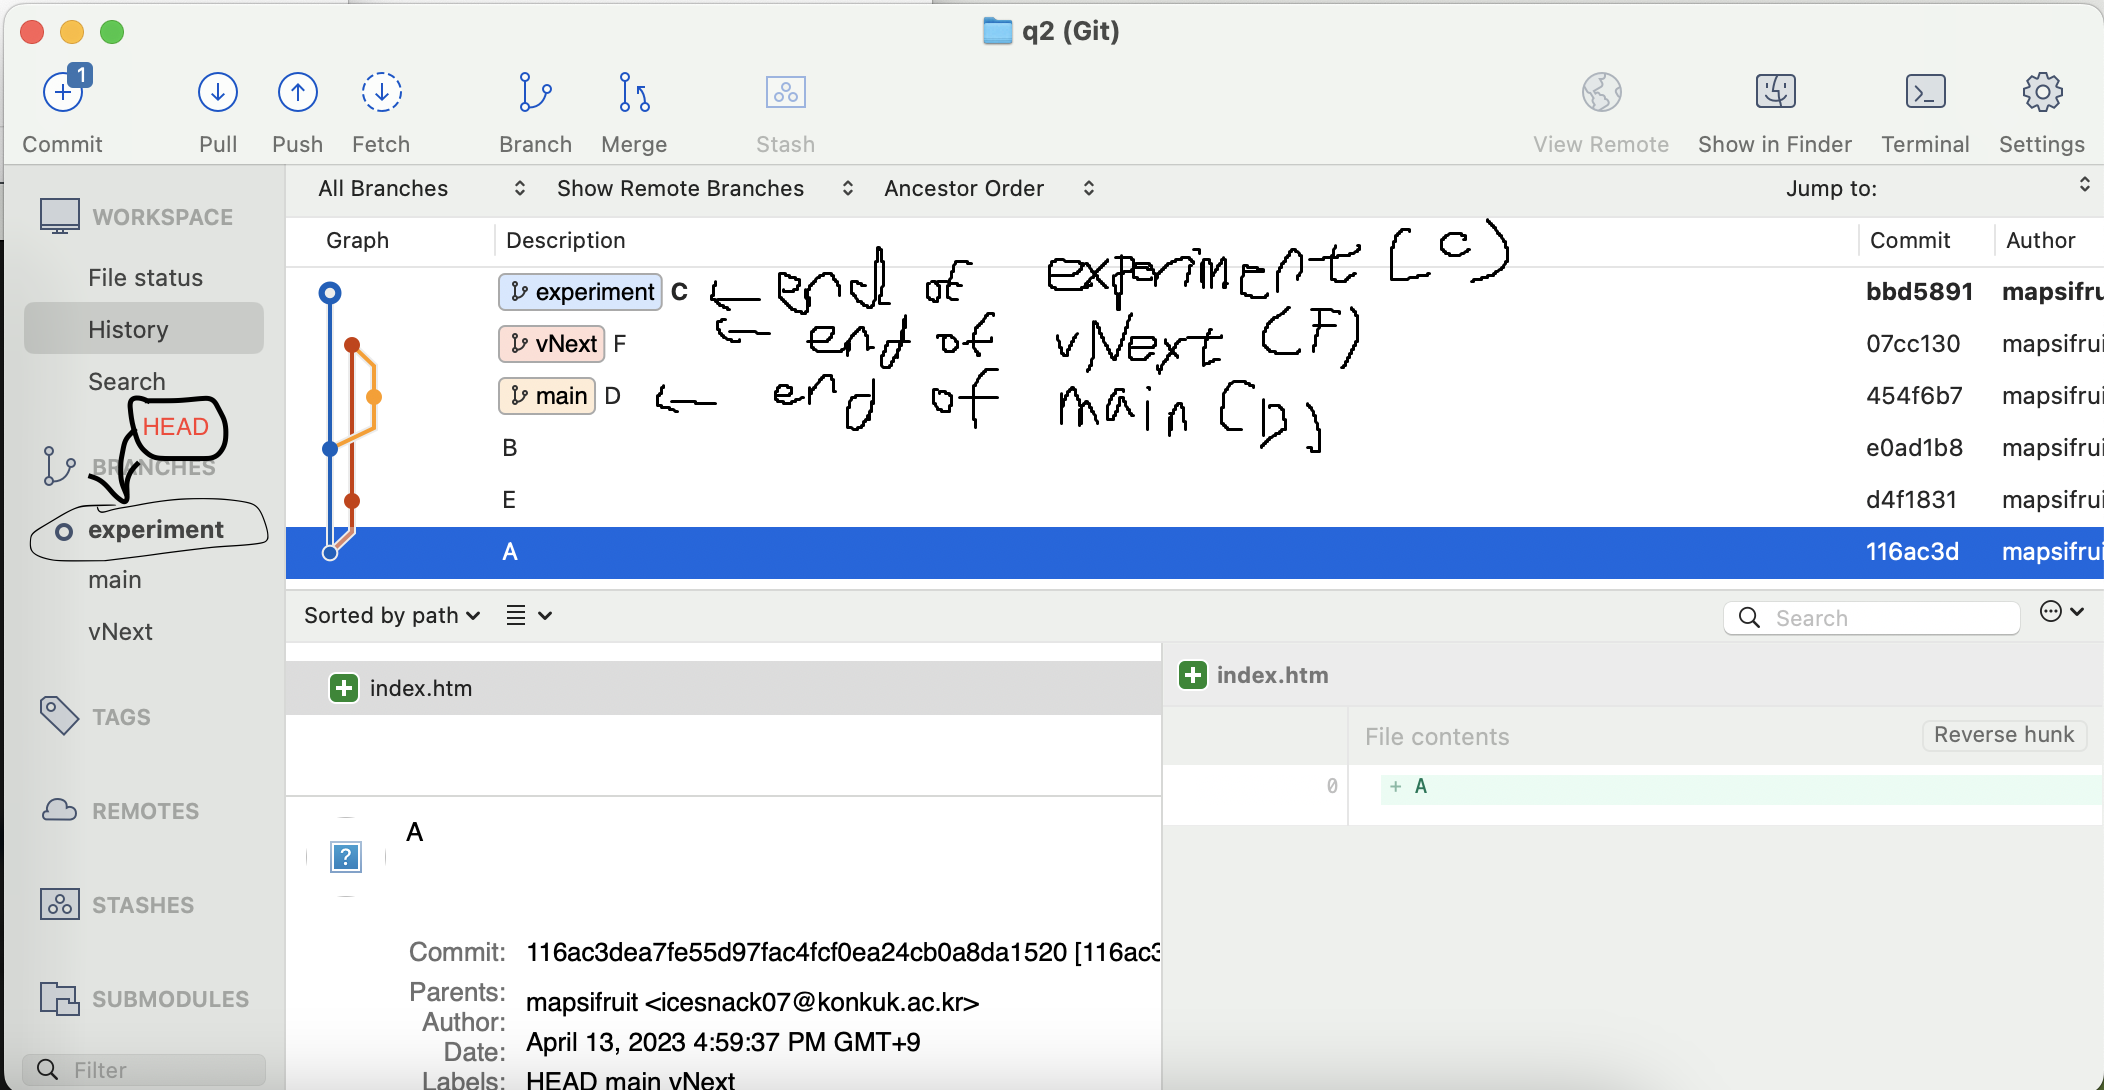 q2 (Git)
1
Commit
Pull
Push
Fetch
Branch
Merge
Stash
View Remote
Show in Finder
Terminal
Settings
WORKSPACE
File status
History
Search
HEAD
BRANCHES
experiment
main
vNext
TAGS
REMOTES
STASHES
SUBMODULES
Filter
All Branches
Show Remote Branches
Ancestor Order
Jump to:
Graph Description Commit Author
experiment C ← end of experiment (C) bbd5891 mapsifru
vNext F ← end of vNext (F) 07cc130 mapsifrui
main D ← end of main (D) 454f6b7 mapsifrui
B e0ad1b8 mapsifrui
E d4f1831 mapsifrui
A 116ac3d mapsifrui
Sorted by path
Search
index.htm
A
Commit: 116ac3dea7fe55d97fac4fcf0ea24cb0a8da1520 [116ac3
Parents:
Author: mapsifruit <icesnack07@konkuk.ac.kr>
Date: April 13, 2023 4:59:37 PM GMT+9
Labels: HEAD main vNext
index.htm
File contents
Reverse hunk
0 + A